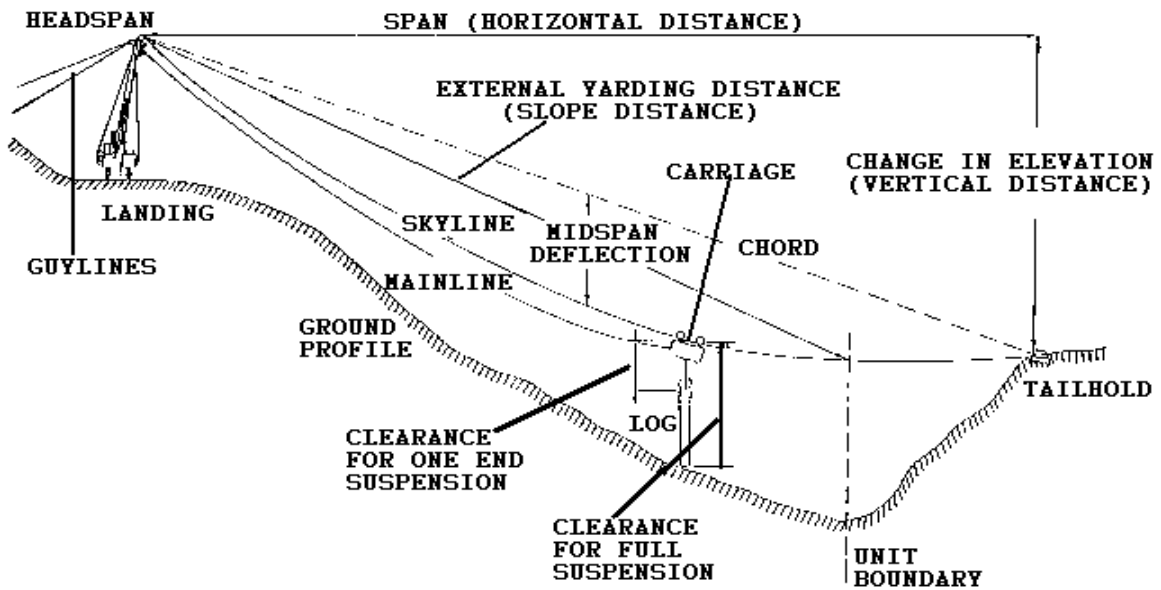 HEADSPAN
SPAN (HORIZONTAL DISTANCE)
EXTERNAL YARDING DISTANCE
(SLOPE DISTANCE)
CARRIAGE
CHANGE IN ELEVATION
(VERTICAL DISTANCE)
LANDING
SKYLINE
MIDSPAN
DEFLECTION
CHORD
GUYLINES
MAINLINE
GROUND
PROFILE
TAILHOLD
LOG
CLEARANCE
FOR ONE END
SUSPENSION
CLEARANCE
FOR FULL
SUSPENSION
UNIT
BOUNDARY